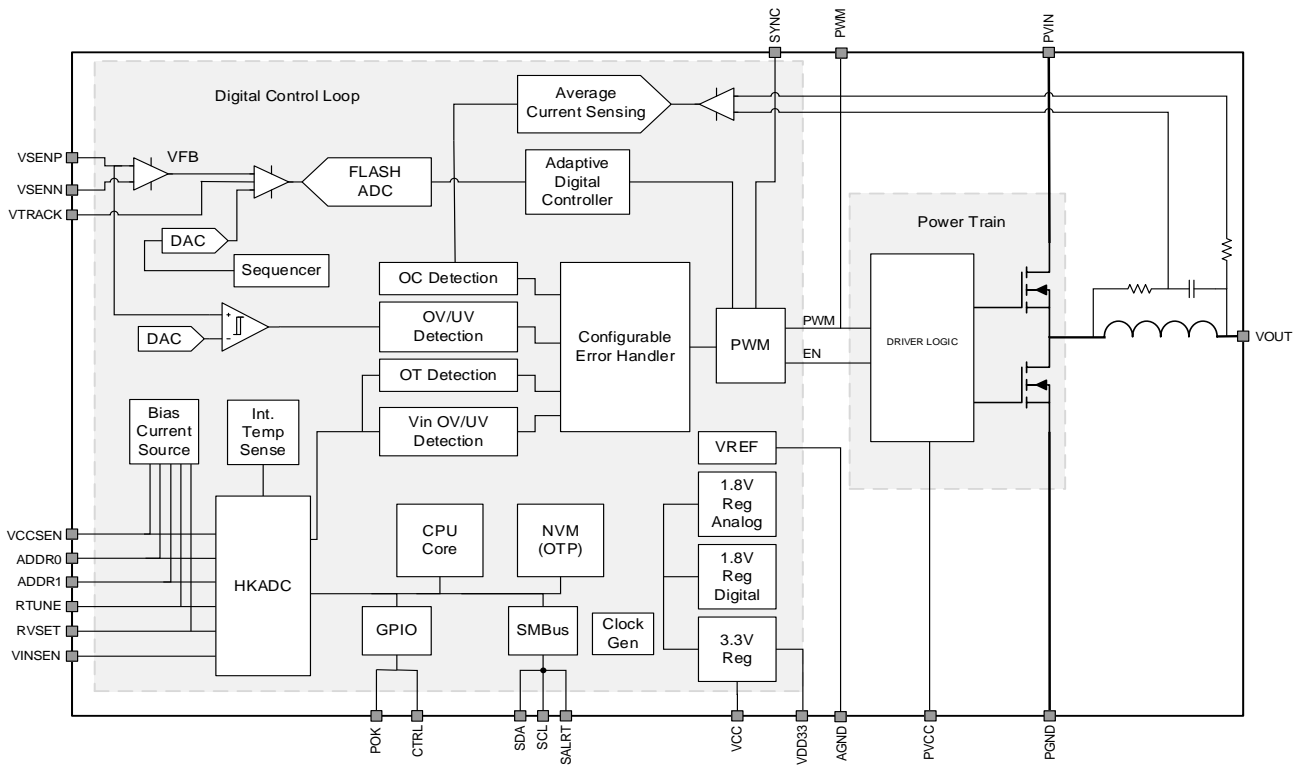 SYNC
PWM
PVIN
Digital Control Loop
Average
Current Sensing
VSENP
VFB
VSENN
FLASH
ADC
Adaptive
Digital
Controller
VTRACK
DAC
Sequencer
Power Train
OC Detection
OV/UV
Detection
DAC
OT Detection
Vin OV/UV
Detection
Configurable
Error Handler
PWM
PWM
EN
DRIVER LOGIC
VOUT
Bias
Current
Source
Int.
Temp
Sense
VREF
1.8V
Reg
Analog
1.8V
Reg
Digital
3.3V
Reg
CPU
Core
NVM
(OTP)
HKADC
VCCSEN
ADDR0
ADDR1
RTUNE
RVSET
VINSEN
GPIO
SMBus
Clock
Gen
POK
CTRL
SDA
SCL
SALRT
VCC
VDD33
AGND
PVCC
PGND
+
-